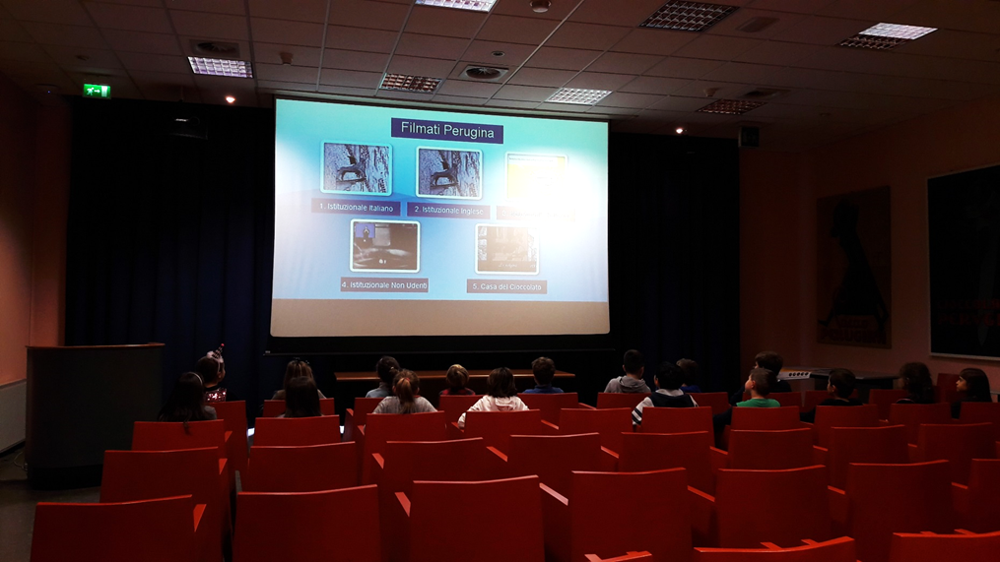 Filmati Perugina
1. Istituzionale Italiano
2. Istituzionale Inglese
4. Istituzionale Non Udenti
5. Casa del Cioccolato